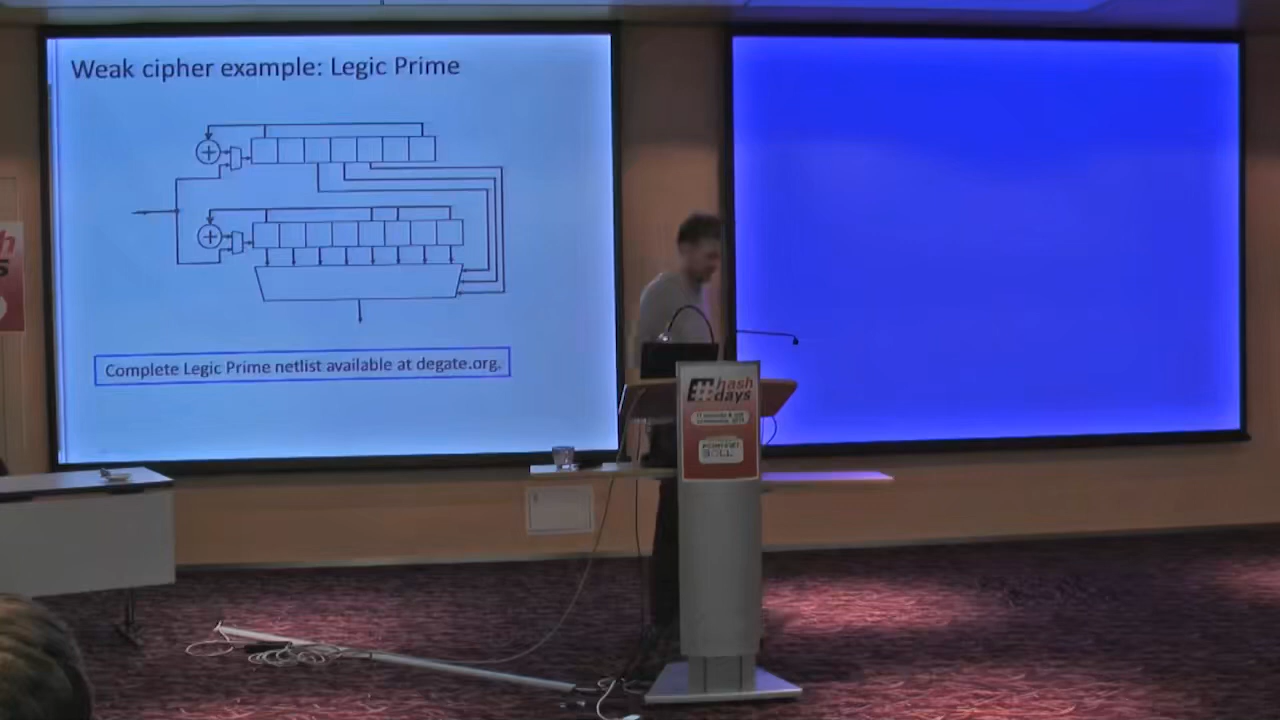 Weak cipher example: Legic Prime
Complete Legic Prime netlist available at degate.org.
#hash
days